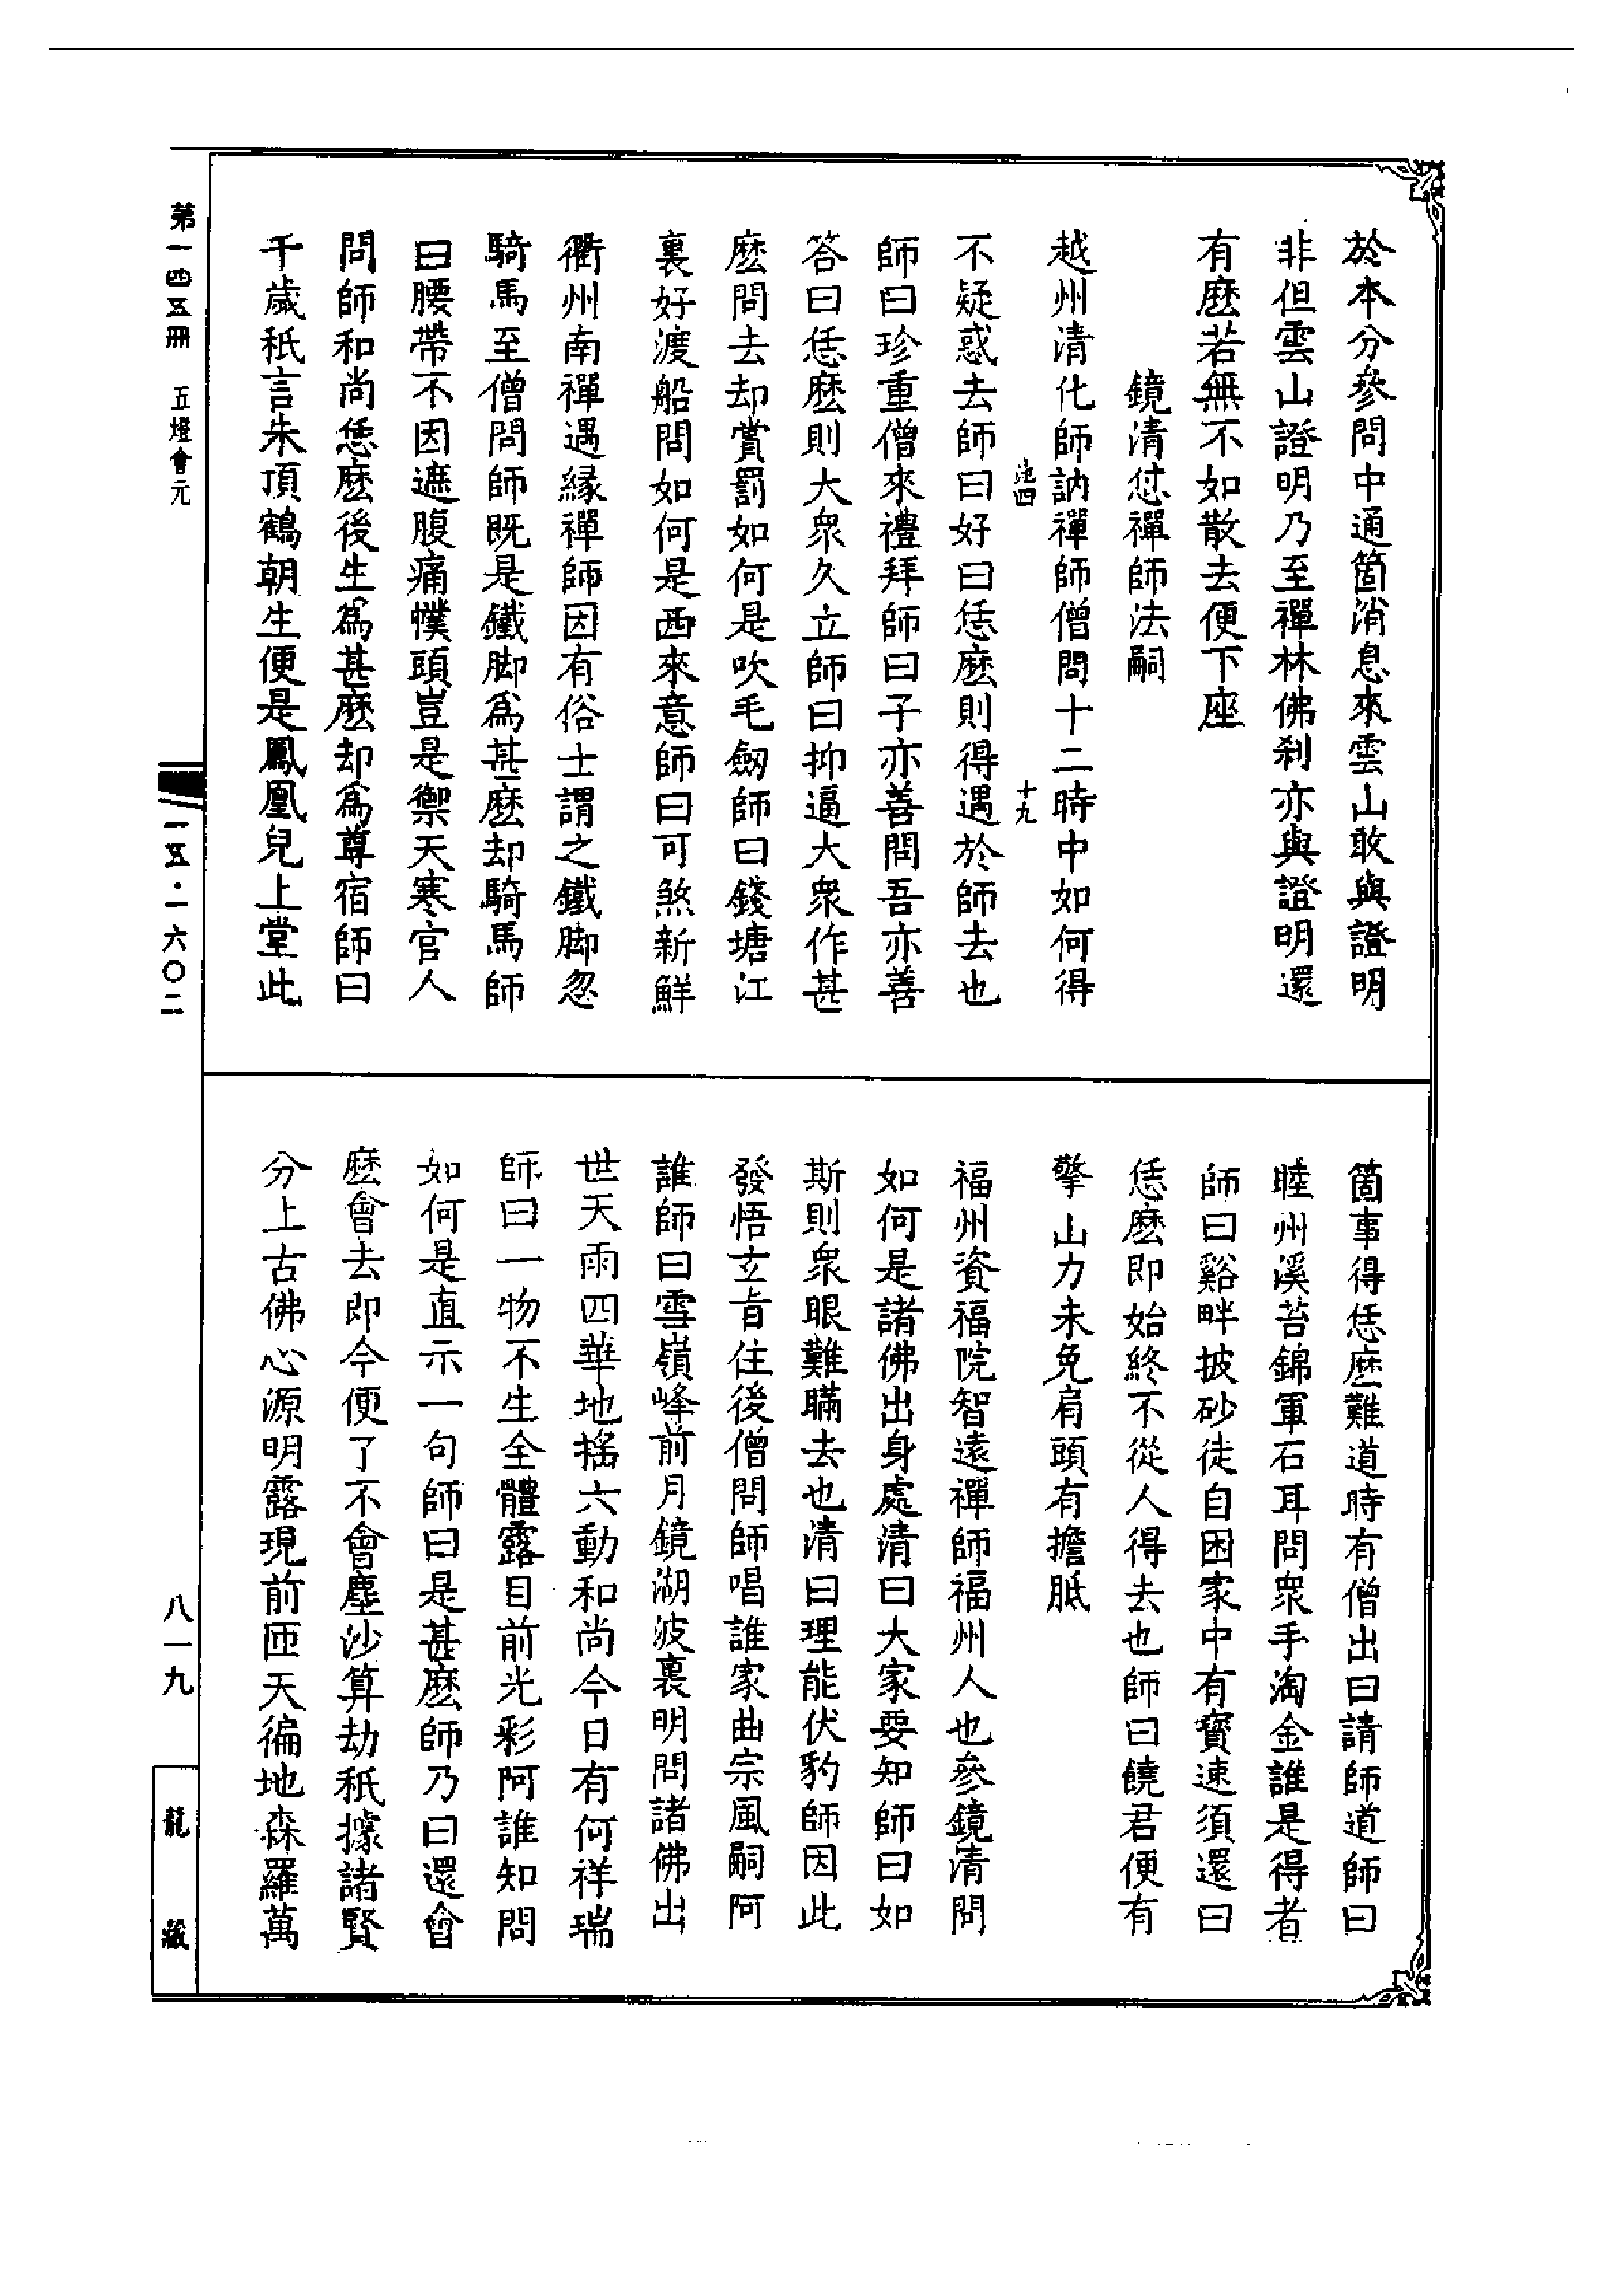 於本分參問中通箇消息來雲山敢與證明
非但雲山證明乃至禪林佛刹亦與證明還
有麽若無不如散去便下座
鏡清怤禪師法嗣
越州清化師訥禪師僧問十二時中如何得
沲四 十九
不疑惑去師曰好曰恁麽則得遇於師去也
師曰珍重僧來禮拜師曰子亦善問吾亦善
答曰恁麽則大衆久立師曰抑逼大衆作甚
麽問去却賞罰如何是吹毛劒師曰錢塘江
裏好渡船問如何是西來意師曰可煞新鮮
衢州南禪遇縁禪師因有俗士謂之鐵脚忽
騎馬至僧問師既是鐵脚爲甚麽却騎馬師
曰腰帶不因遮腹痛幞頭豈是禦天寒官人
問師和尚恁麽後生爲甚麽却爲尊宿師曰
千歲秖言朱頂鶴朝生便是鳳凰兒上堂此
箇事得恁麽難道時有僧出曰請師道師曰
睦州溪苔錦軍石耳問衆手淘金誰是得者
師曰谿畔披砂徒自困家中有寳速須還曰
恁麽即始終不從人得去也師曰饒君便有
擎山力未免肩頭有擔胝
福州資福院智遠禪師福州人也參鏡清問
如何是諸佛出身處清曰大家要知師曰如
斯則衆眼難瞞去也清曰理能伏豹師因此
發悟玄㫖住後僧問師唱誰家曲宗風嗣阿
誰師曰雪嶺峰前月鏡湖波裏明問諸佛出
世天雨四華地揺六動和尚今日有何祥瑞
師曰一物不生全體露目前光彩阿誰知問
如何是直示一句師曰是甚麽師乃曰還會
麽會去即今便了不會塵沙算劫秖據諸賢
分上古佛心源明露現前匝天徧地森羅萬
第一四五冊 五燈會元
一五·一六〇二
八一九
龍藏